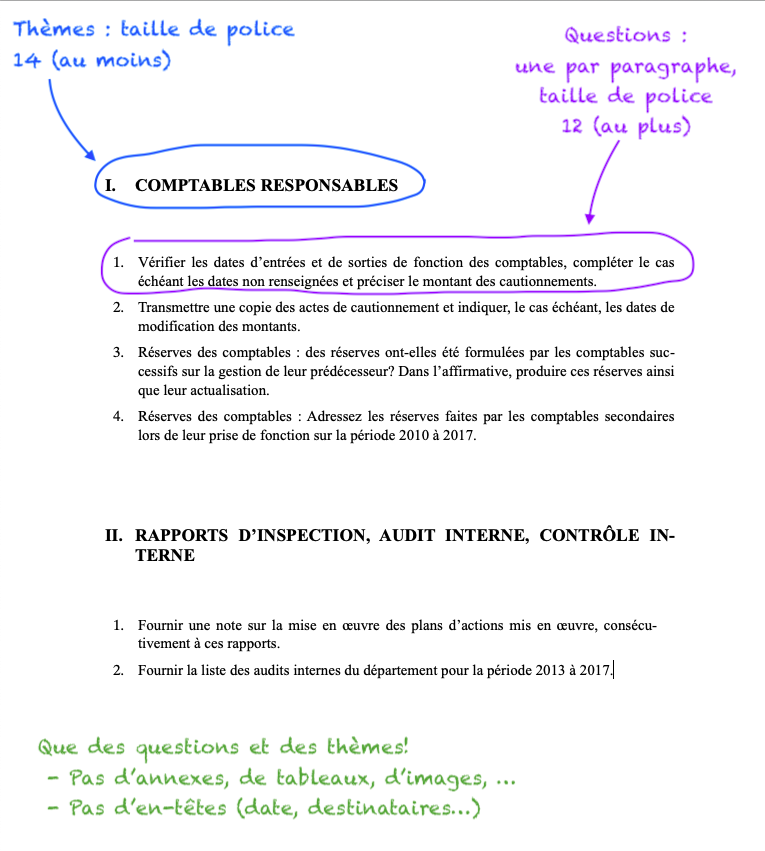 Thèmes : taille de police
14 (au moins)
Questions :
une par paragraphe,
taille de police
12 (au plus)
I. COMPTABLES RESPONSABLES
1. Vérifier les dates d’entrées et de sorties de fonction des comptables, compléter le cas
échéant les dates non renseignées et préciser le montant des cautionnements.
2. Transmettre une copie des actes de cautionnement et indiquer, le cas échéant, les dates de
modification des montants.
3. Réserves des comptables : des réserves ont-elles été formulées par les comptables suc-
cessifs sur la gestion de leur prédécesseur? Dans l’affirmative, produire ces réserves ainsi
que leur actualisation.
4. Réserves des comptables : Adressez les réserves faites par les comptables secondaires
lors de leur prise de fonction sur la période 2010 à 2017.
II. RAPPORTS D’INSPECTION, AUDIT INTERNE, CONTRÔLE IN-
TERNE
1. Fournir une note sur la mise en œuvre des plans d’actions mis en œuvre, consécu-
tivement à ces rapports.
2. Fournir la liste des audits internes du département pour la période 2013 à 2017.
Que des questions et des thèmes!
- Pas d’annexes, de tableaux, d’images, ...
- Pas d’en-têtes (date, destinataires...)